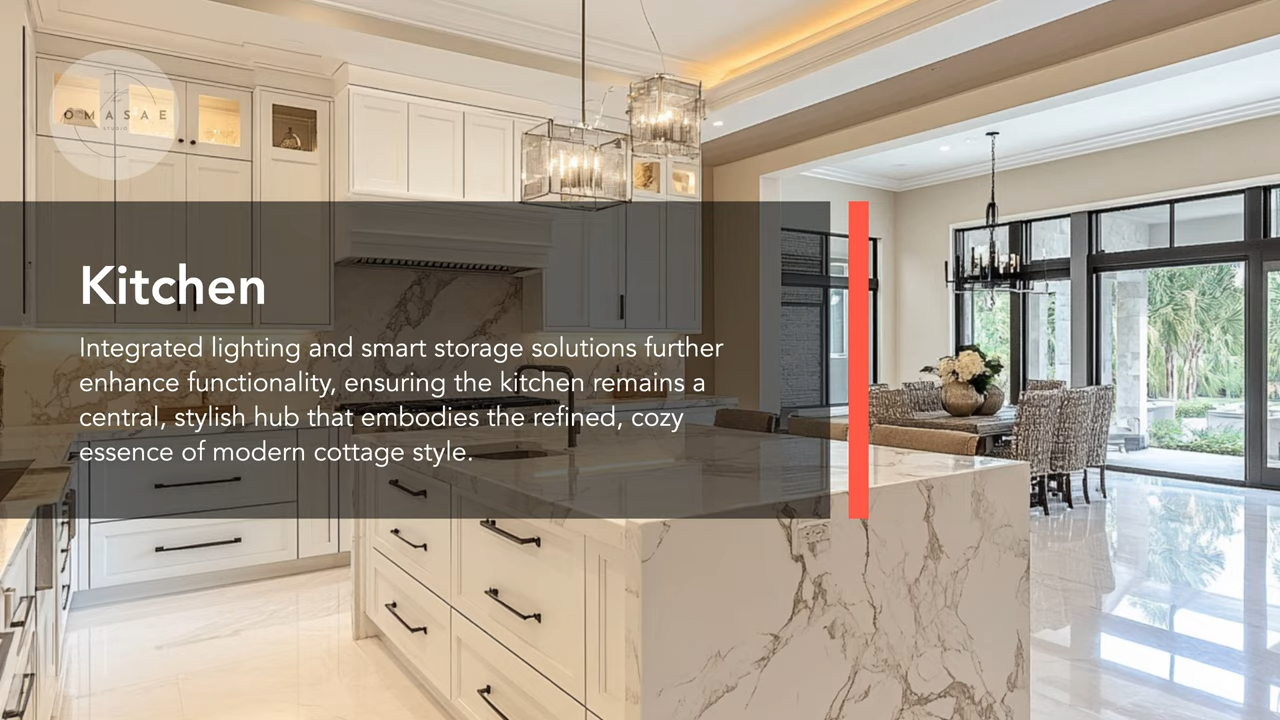 OMASAE
STUDIO
Kitchen
Integrated lighting and smart storage solutions further
enhance functionality, ensuring the kitchen remains a
central, stylish hub that embodies the refined, cozy
essence of modern cottage style.